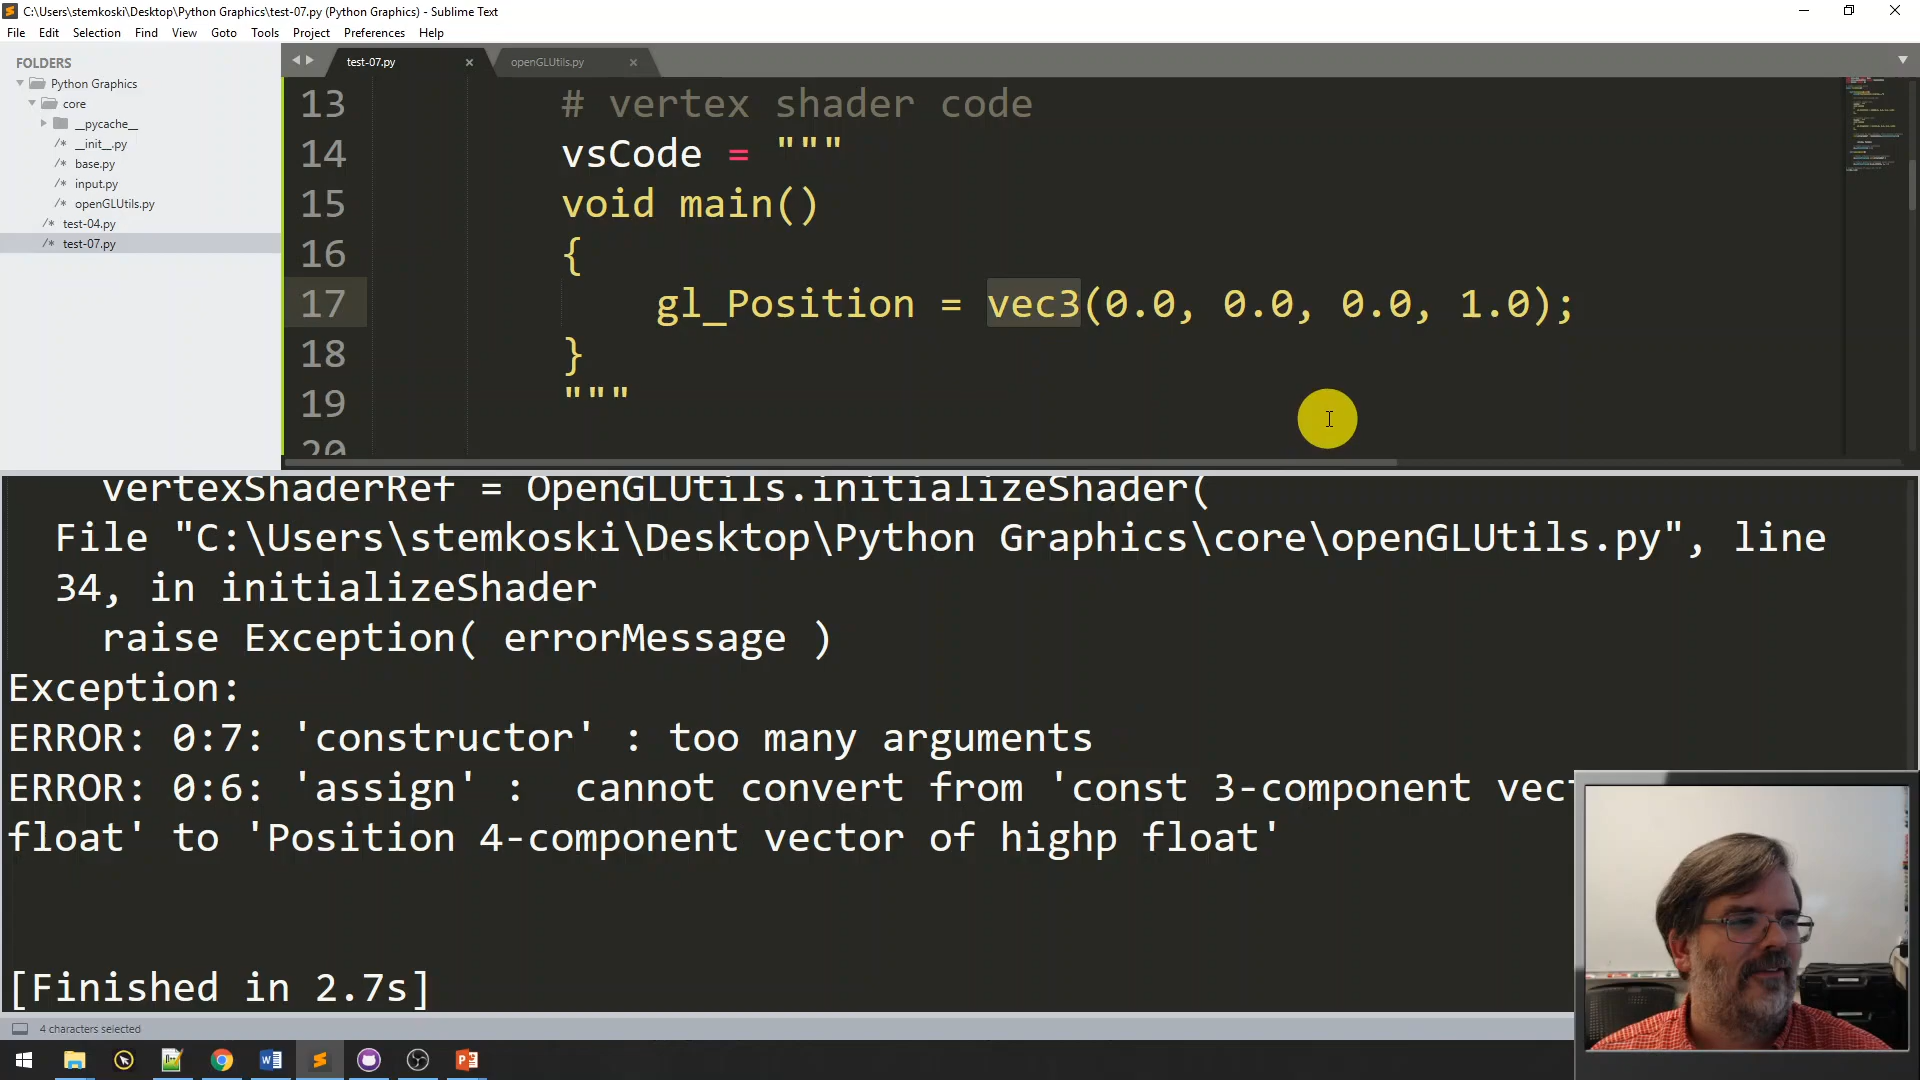 C:\Users\stemkoski\Desktop\Python Graphics\test-07.py (Python Graphics) - Sublime Text
File Edit Selection Find View Goto Tools Project Preferences Help
FOLDERS
Python Graphics
core
__pycache__
/* __init__.py
/* base.py
/* input.py
/* openGLUtils.py
/* test-04.py
/* test-07.py
test-07.py × openGLUtils.py ×
13 # vertex shader code
14 vsCode = """
15 void main()
16 {
17 gl_Position = vec3(0.0, 0.0, 0.0, 1.0);
18 }
19 """
20
vertexShaderRef = OpenGLUtils.initializeShader(
File "C:\Users\stemkoski\Desktop\Python Graphics\core\openGLUtils.py", line
34, in initializeShader
raise Exception( errorMessage )
Exception:
ERROR: 0:7: 'constructor' : too many arguments
ERROR: 0:6: 'assign' :  cannot convert from 'const 3-component vect
float' to 'Position 4-component vector of highp float'
[Finished in 2.7s]
4 characters selected